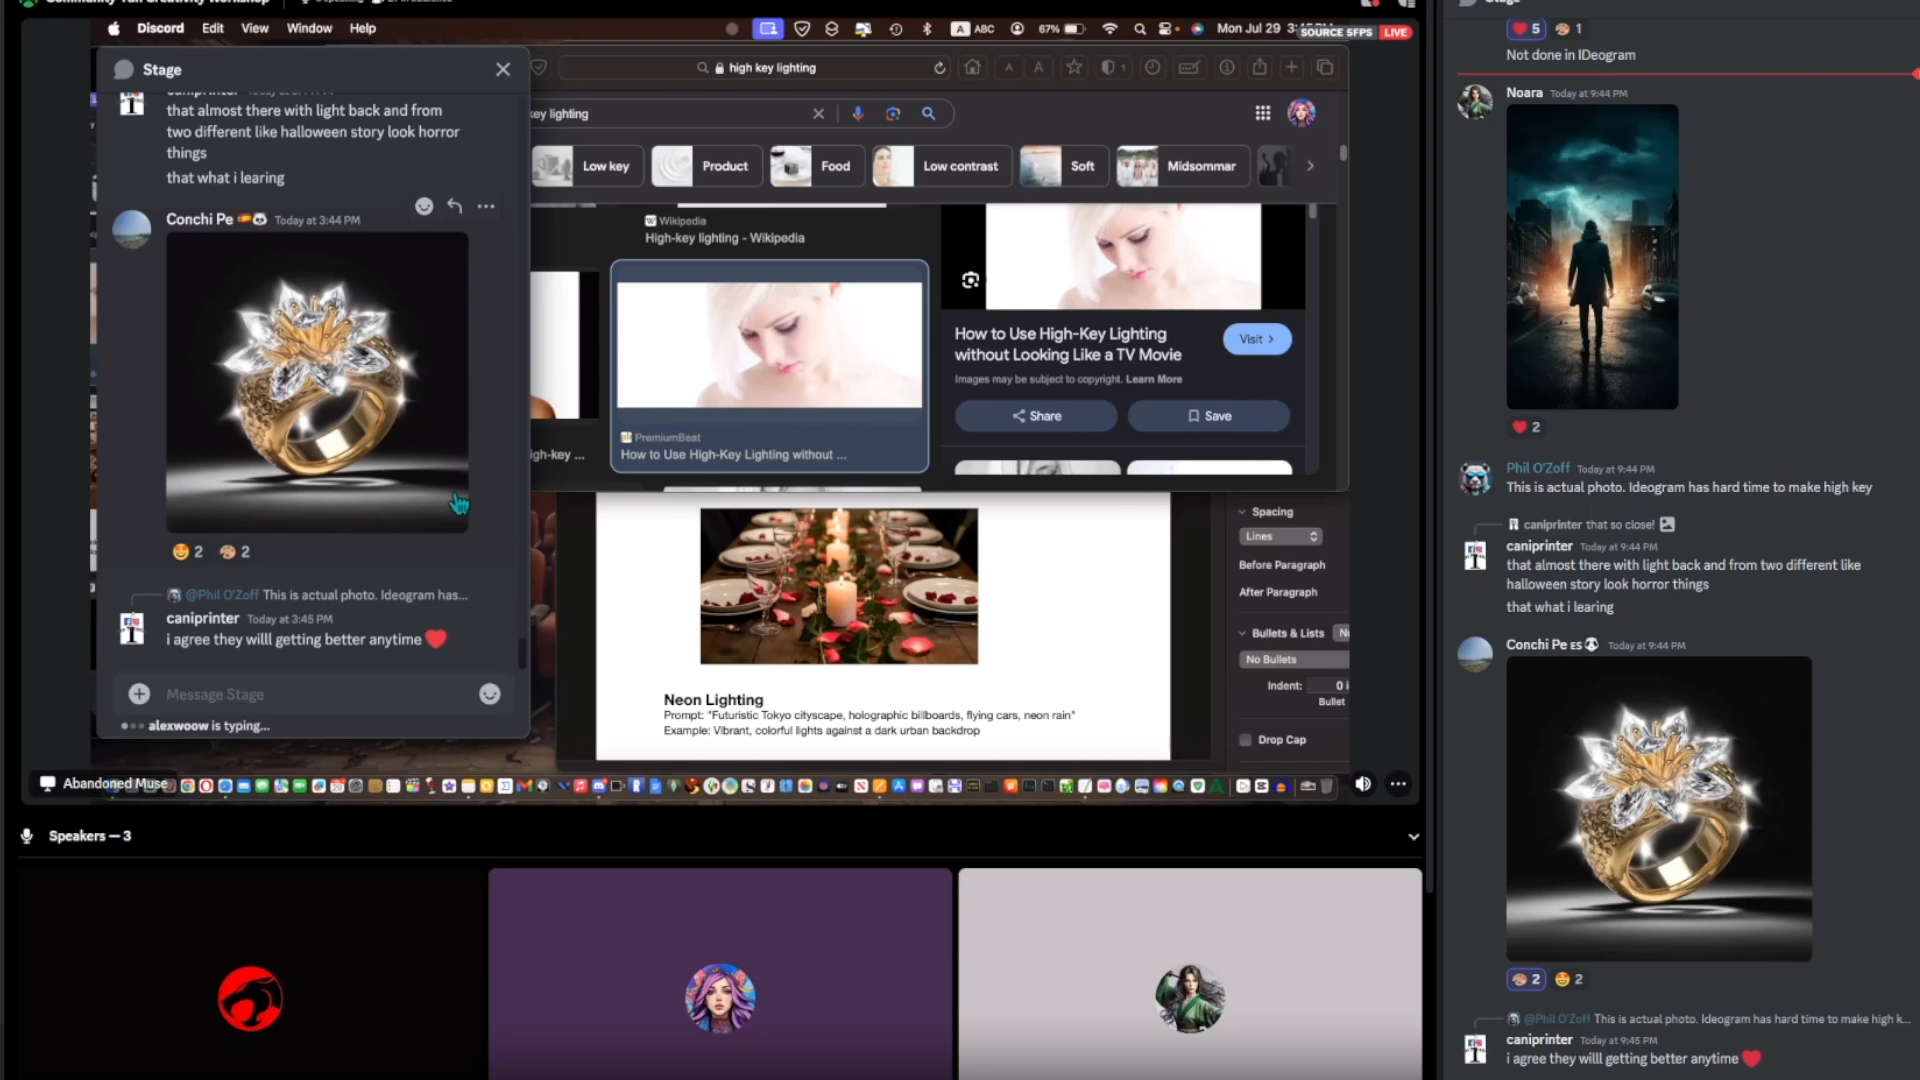 Discord Edit View Window Help
ABC 67% Mon Jul 29
SOURCE 5FPS LIVE
Stage
that almost there with light back and from
two different like halloween story look horror
things
that what i learing
Conchi Pe Today at 3:44 PM
2 2
@Phil O'Zoff This is actual photo. Ideogram has...
caniprinter Today at 3:45 PM
i agree they willl getting better anytime
Message Stage
alexwoow is typing...
high key lighting
A A 1
ey lighting
Low key Product Food Low contrast Soft Midsommar
Wikipedia
High-key lighting - Wikipedia
gh-key ...
PremiumBeat
How to Use High-Key Lighting without ...
How to Use High-Key Lighting
without Looking Like a TV Movie
Visit
Images may be subject to copyright. Learn More
Share Save
Neon Lighting
Prompt: "Futuristic Tokyo cityscape, holographic billboards, flying cars, neon rain"
Example: Vibrant, colorful lights against a dark urban backdrop
Spacing
Lines
Before Paragraph
After Paragraph
Bullets & Lists
No Bullets
Indent: 0
Bullet
Drop Cap
Abandoned Muse
Speakers — 3
5 1
Not done in IDeogram
Noara Today at 9:44 PM
2
Phil O'Zoff Today at 9:44 PM
This is actual photo. Ideogram has hard time to make high key
caniprinter that so close!
caniprinter Today at 9:44 PM
that almost there with light back and from two different like
halloween story look horror things
that what i learing
Conchi Pe ES Today at 9:44 PM
2 2
@Phil O'Zoff This is actual photo. Ideogram has hard time to make high k...
caniprinter Today at 9:45 PM
i agree they willl getting better anytime